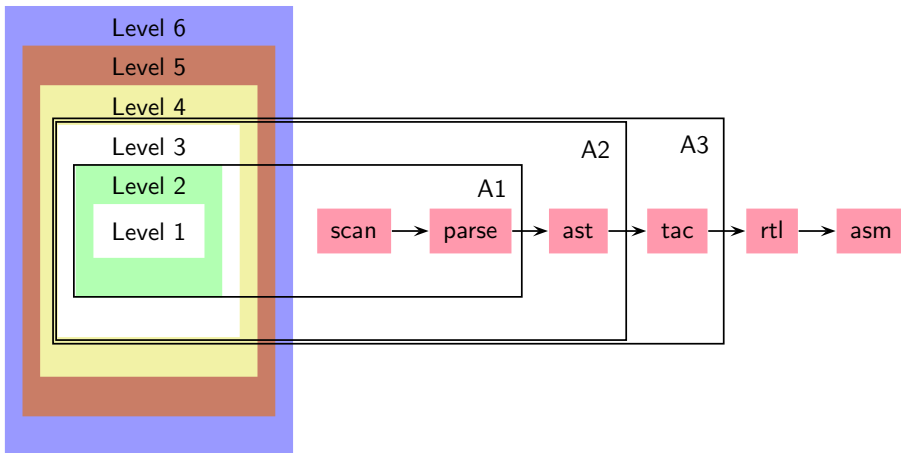 Level 6
Level 5
Level 4
Level 3
A2
A3
Level 2
A1
Level 1
scan
parse
ast
tac
rtl
asm